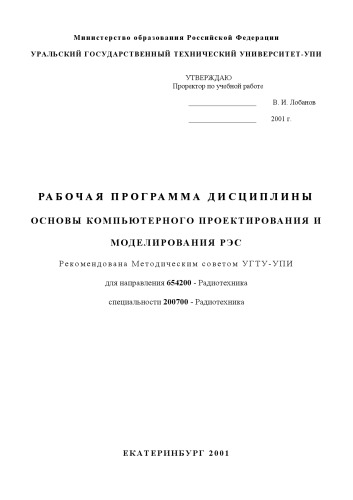 Министерство образования Российской Федерации
УРАЛЬСКИЙ ГОСУДАРСТВЕННЫЙ ТЕХНИЧЕСКИЙ УНИВЕРСИТЕТ-УПИ
УТВЕРЖДАЮ
Проректор по учебной работе
В. И. Лобанов
2001 г.
РАБОЧАЯ ПРОГРАММА ДИСЦИПЛИНЫ
ОСНОВЫ КОМПЬЮТЕРНОГО ПРОЕКТИРОВАНИЯ И
МОДЕЛИРОВАНИЯ РЭС
Рекомендована Методическим советом УГТУ-УПИ
для направления 654200 - Радиотехника
специальности 200700 - Радиотехника
ЕКАТЕРИНБУРГ 2001